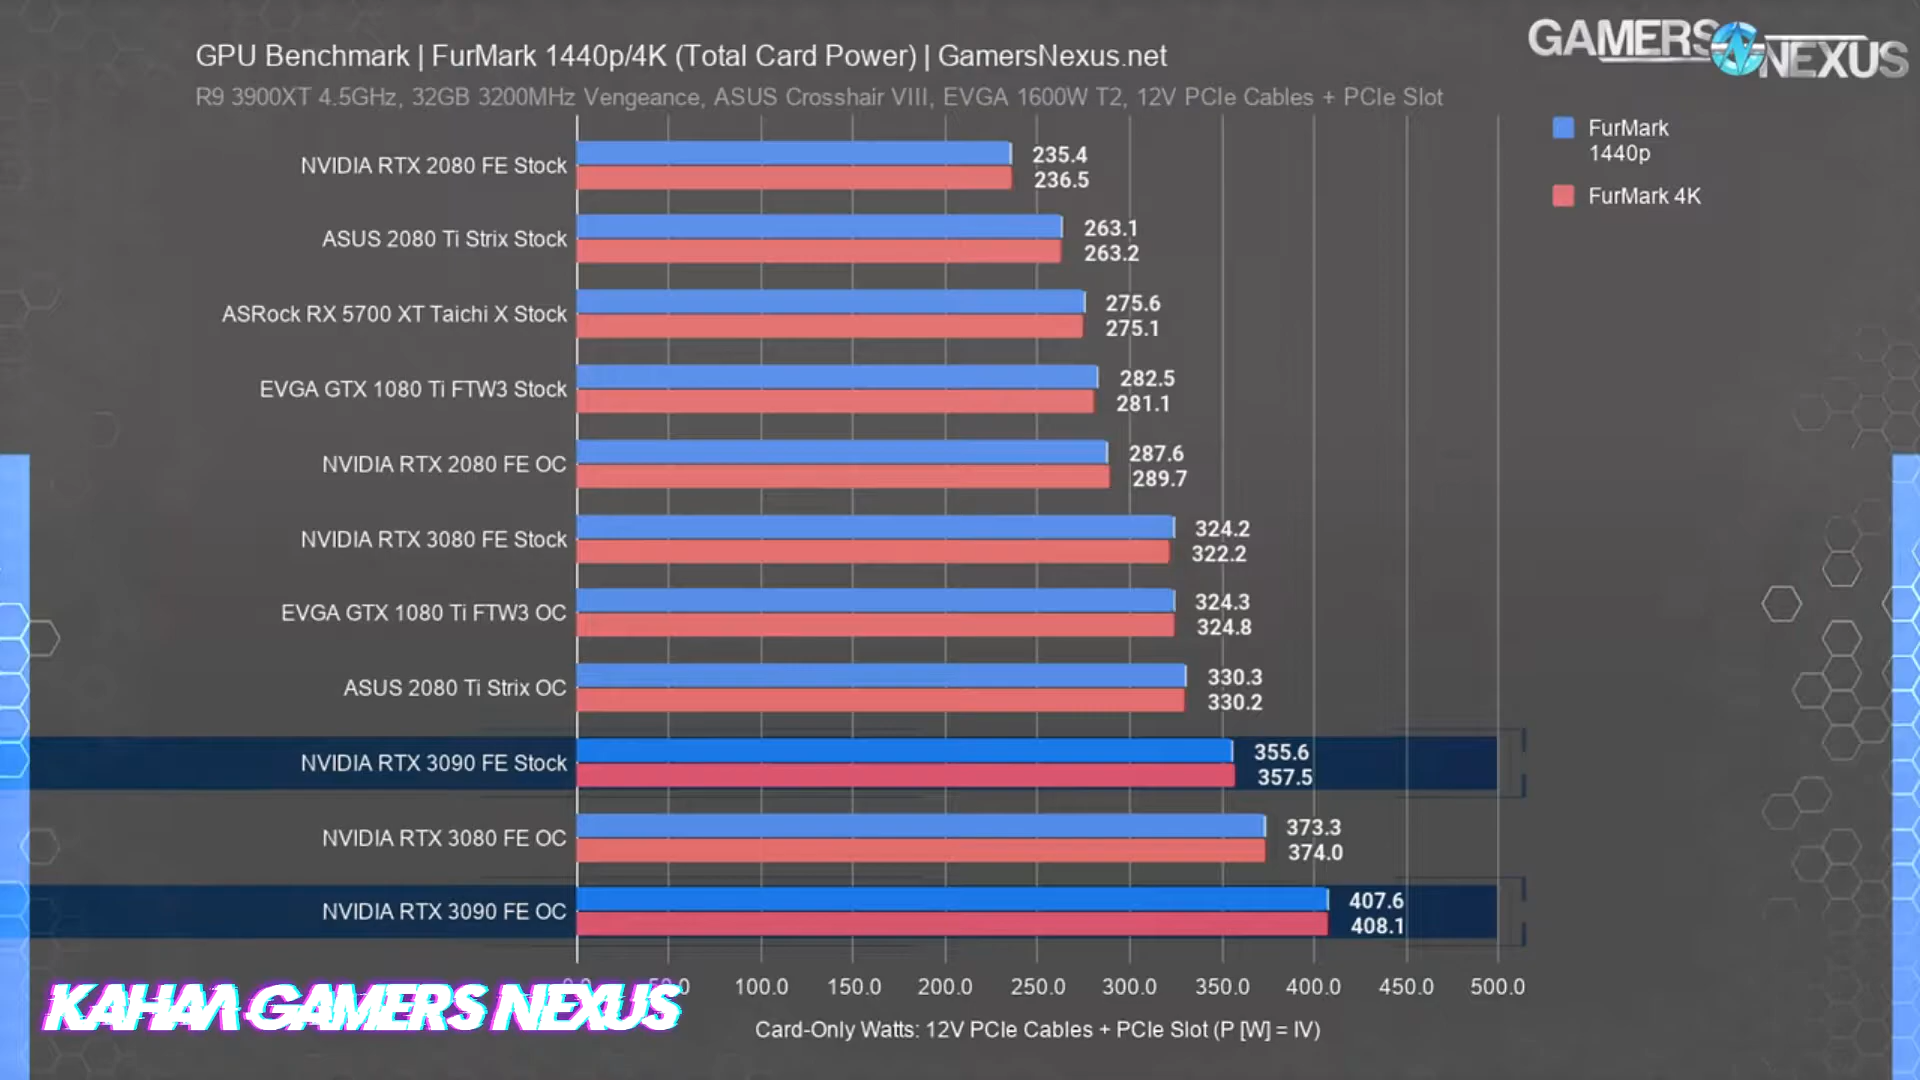 GAMERS NEXUS
GPU Benchmark | FurMark 1440p/4K (Total Card Power) | GamersNexus.net
R9 3900XT 4.5GHz, 32GB 3200MHz Vengeance, ASUS Crosshair VIII, EVGA 1600W T2, 12V PCIe Cables + PCIe Slot
FurMark
1440p
FurMark 4K
NVIDIA RTX 2080 FE Stock
235.4
236.5
ASUS 2080 Ti Strix Stock
263.1
263.2
ASRock RX 5700 XT Taichi X Stock
275.6
275.1
EVGA GTX 1080 Ti FTW3 Stock
282.5
281.1
NVIDIA RTX 2080 FE OC
287.6
289.7
NVIDIA RTX 3080 FE Stock
324.2
322.2
EVGA GTX 1080 Ti FTW3 OC
324.3
324.8
ASUS 2080 Ti Strix OC
330.3
330.2
NVIDIA RTX 3090 FE Stock
355.6
357.5
NVIDIA RTX 3080 FE OC
373.3
374.0
NVIDIA RTX 3090 FE OC
407.6
408.1
100.0 150.0 200.0 250.0 300.0 350.0 400.0 450.0 500.0
GAMERS NEXUS
Card-Only Watts: 12V PCIe Cables + PCIe Slot (P [W] = IV)